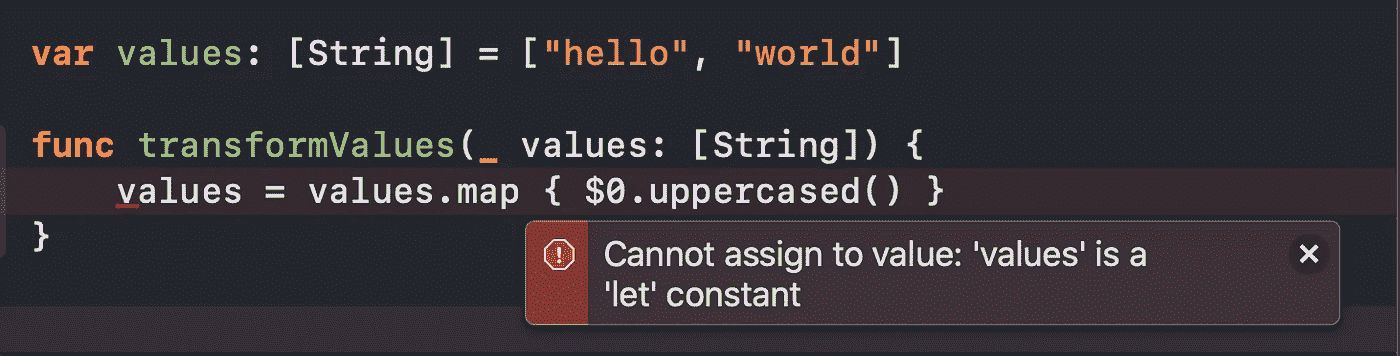 var values: [String] = ["hello", "world"]
func transformValues(_ values: [String]) {
values = values.map { $0.uppercased() }
}
Cannot assign to value: 'values' is a
'let' constant